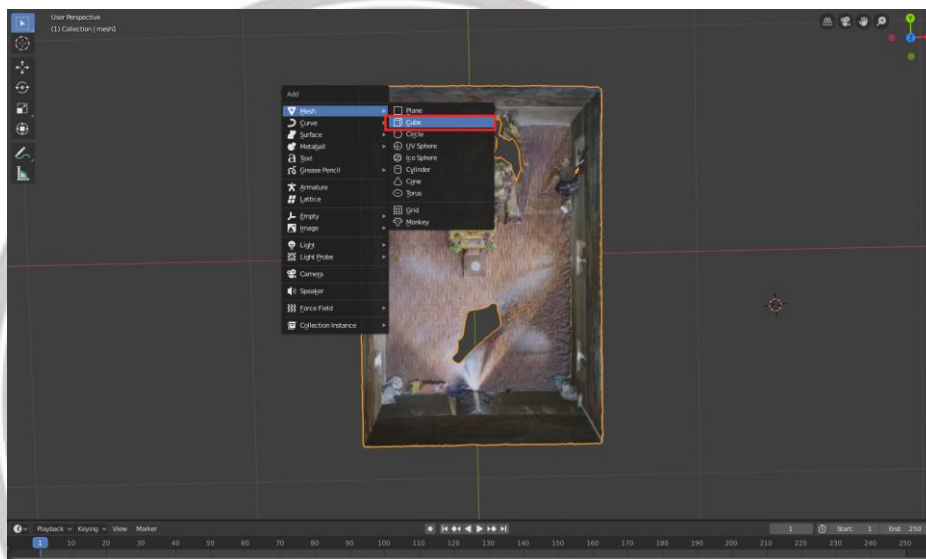 User Perspective
(1) Collection | mesh1
Add
Mesh
Curve
Surface
Metaball
Text
Grease Pencil
Armature
Lattice
Empty
Image
Light
Light Probe
Camera
Speaker
Force Field
Collection Instance
Plane
Cube
Circle
UV Sphere
Ico Sphere
Cylinder
Cone
Torus
Grid
Monkey
Y
Z
Playback Keying View Marker
1 Start 1 End 250
1 10 20 30 40 50 60 70 80 90 100 110 120 130 140 150 160 170 180 190 200 210 220 230 240 250